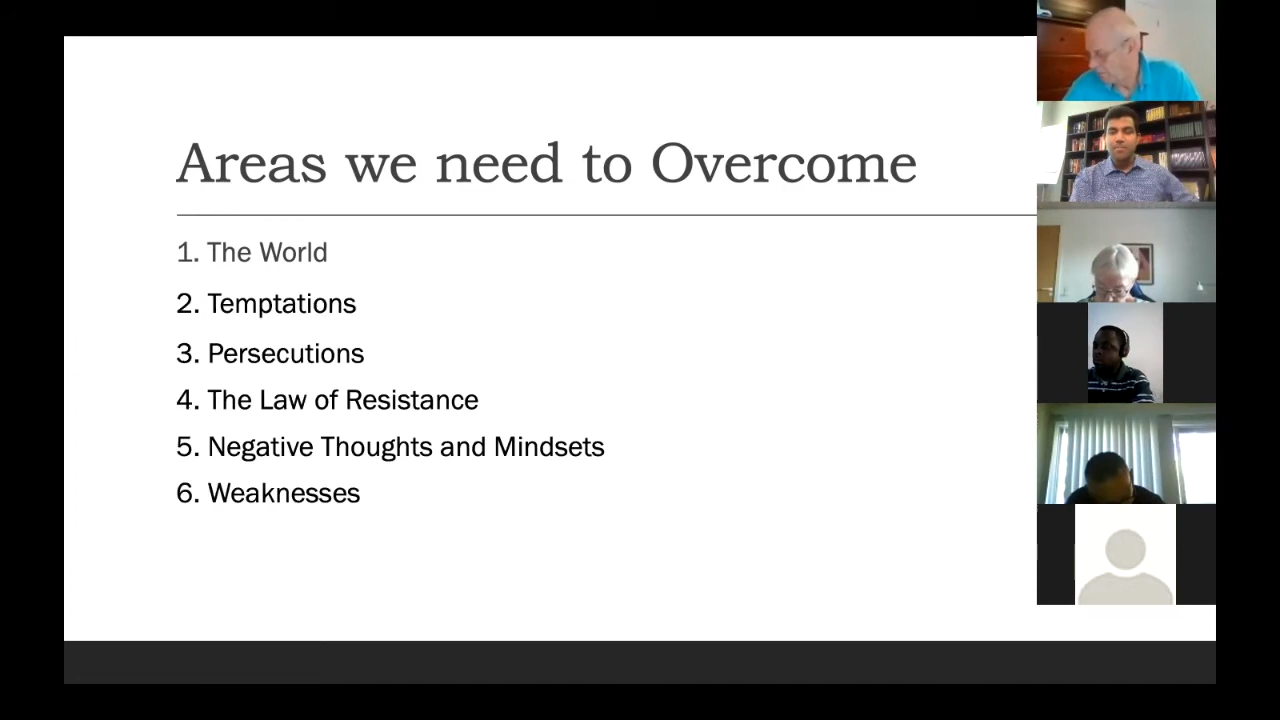 Areas we need to Overcome
1. The World
2. Temptations
3. Persecutions
4. The Law of Resistance
5. Negative Thoughts and Mindsets
6. Weaknesses